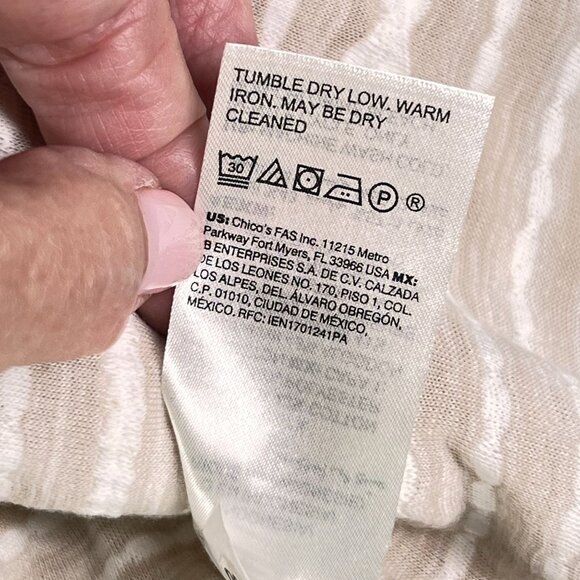 TUMBLE DRY LOW. WARM
IRON. MAY BE DRY
CLEANED
30 P ®
US: Chico's FAS Inc. 11215 Metro
Parkway Fort Myers, FL 33966 USA MX:
B ENTERPRISES S.A. DE C.V. CALZADA
DE LOS LEONES NO. 170, PISO 1, COL.
LOS ALPES, DEL. ÁLVARO OBREGÓN,
C.P. 01010, CIUDAD DE MÉXICO,
MÉXICO. RFC: IEN1701241PA